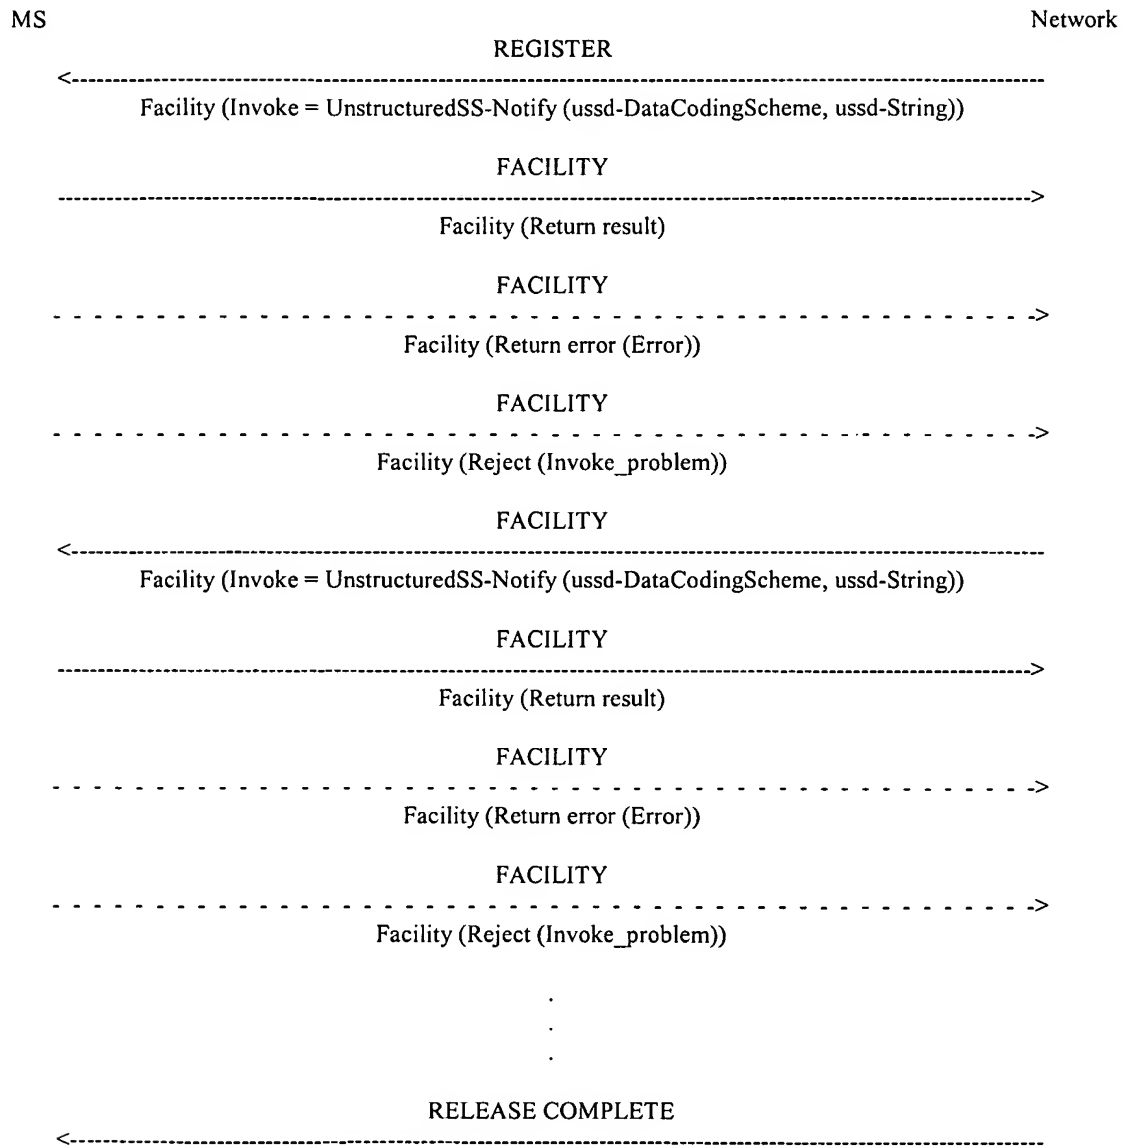 MS Network
REGISTER
Facility (Invoke = UnstructuredSS-Notify (ussd-DataCodingScheme, ussd-String))
FACILITY
Facility (Return result)
FACILITY
Facility (Return error (Error))
FACILITY
Facility (Reject (Invoke_problem))
FACILITY
Facility (Invoke = UnstructuredSS-Notify (ussd-DataCodingScheme, ussd-String))
FACILITY
Facility (Return result)
FACILITY
Facility (Return error (Error))
FACILITY
Facility (Reject (Invoke_problem))
.
.
.
RELEASE COMPLETE